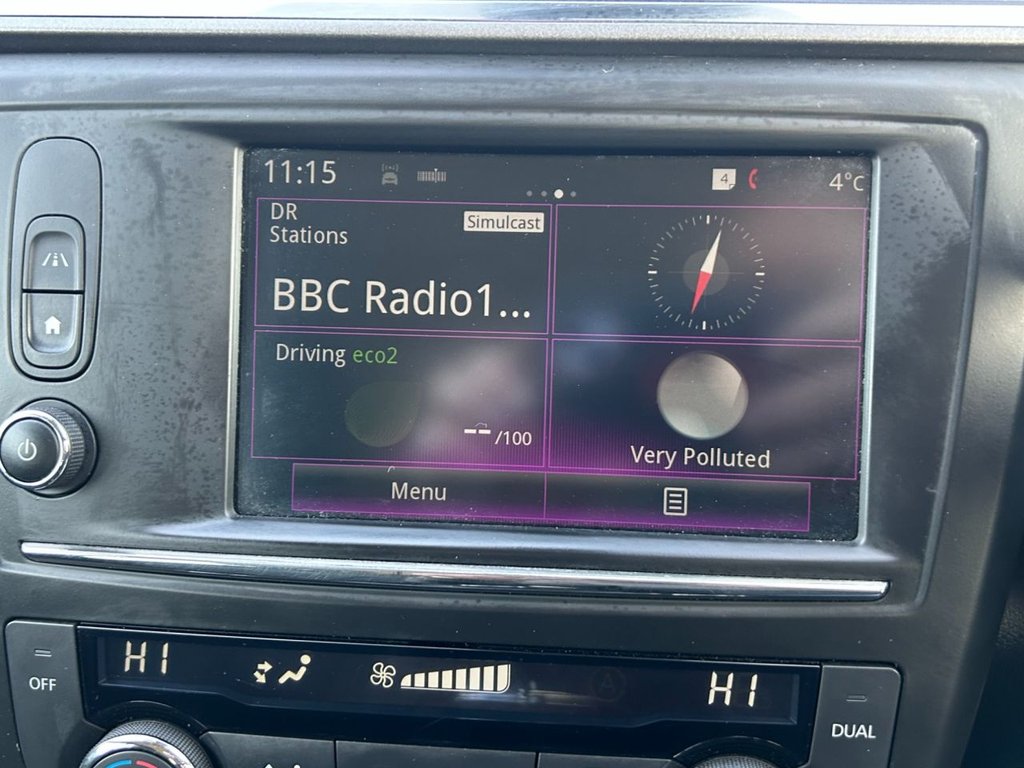 11:15
4
4°C
DR
Stations
Simulcast
BBC Radio1...
Driving eco2
--/100
Very Polluted
Menu
HI
HI
A
OFF
DUAL